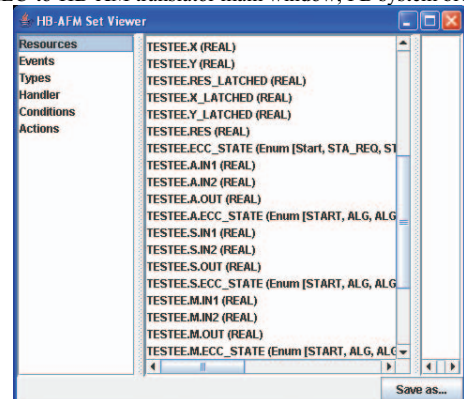 HB-AFM Set Viewer
Resources
Events
Types
Handler
Conditions
Actions
TESTEE.X (REAL)
TESTEE.Y (REAL)
TESTEE.RES_LATCHED (REAL)
TESTEE.X_LATCHED (REAL)
TESTEE.Y_LATCHED (REAL)
TESTEE.RES (REAL)
TESTEE.ECC_STATE (Enum [Start, STA_REQ, ST
TESTEE.A.IN1 (REAL)
TESTEE.A.IN2 (REAL)
TESTEE.A.OUT (REAL)
TESTEE.A.ECC_STATE (Enum [START, ALG, ALG
TESTEE.S.IN1 (REAL)
TESTEE.S.IN2 (REAL)
TESTEE.S.OUT (REAL)
TESTEE.S.ECC_STATE (Enum [START, ALG, ALG
TESTEE.M.IN1 (REAL)
TESTEE.M.IN2 (REAL)
TESTEE.M.OUT (REAL)
TESTEE.M.ECC_STATE (Enum [START, ALG, ALG
Save as...